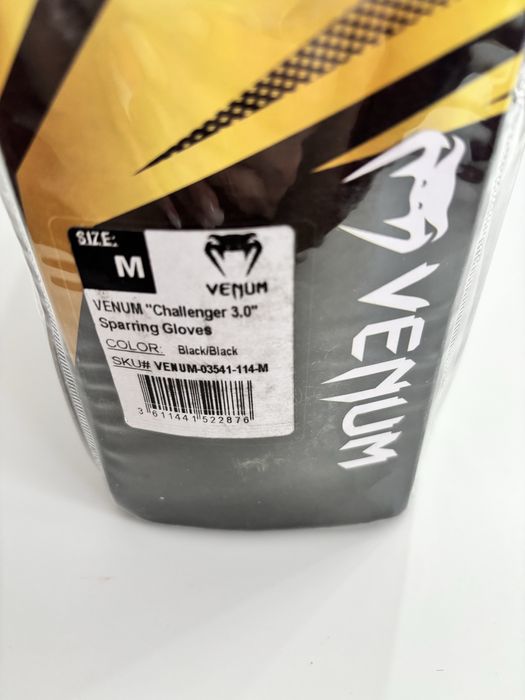 SIZE:
M
VENUM
VENUM "Challenger 3.0"
Sparring Gloves
COLOR: Black/Black
SKU# VENUM-03541-114-M
3 611441 522876
VENUM